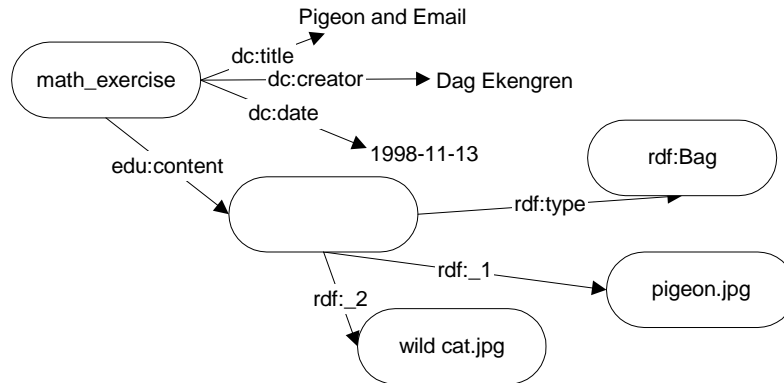 Pigeon and Email
dc:title
math_exercise
dc:creator
Dag Ekengren
dc:date
1998-11-13
edu:content
rdf:Bag
rdf:type
rdf:_1
pigeon.jpg
rdf:_2
wild cat.jpg